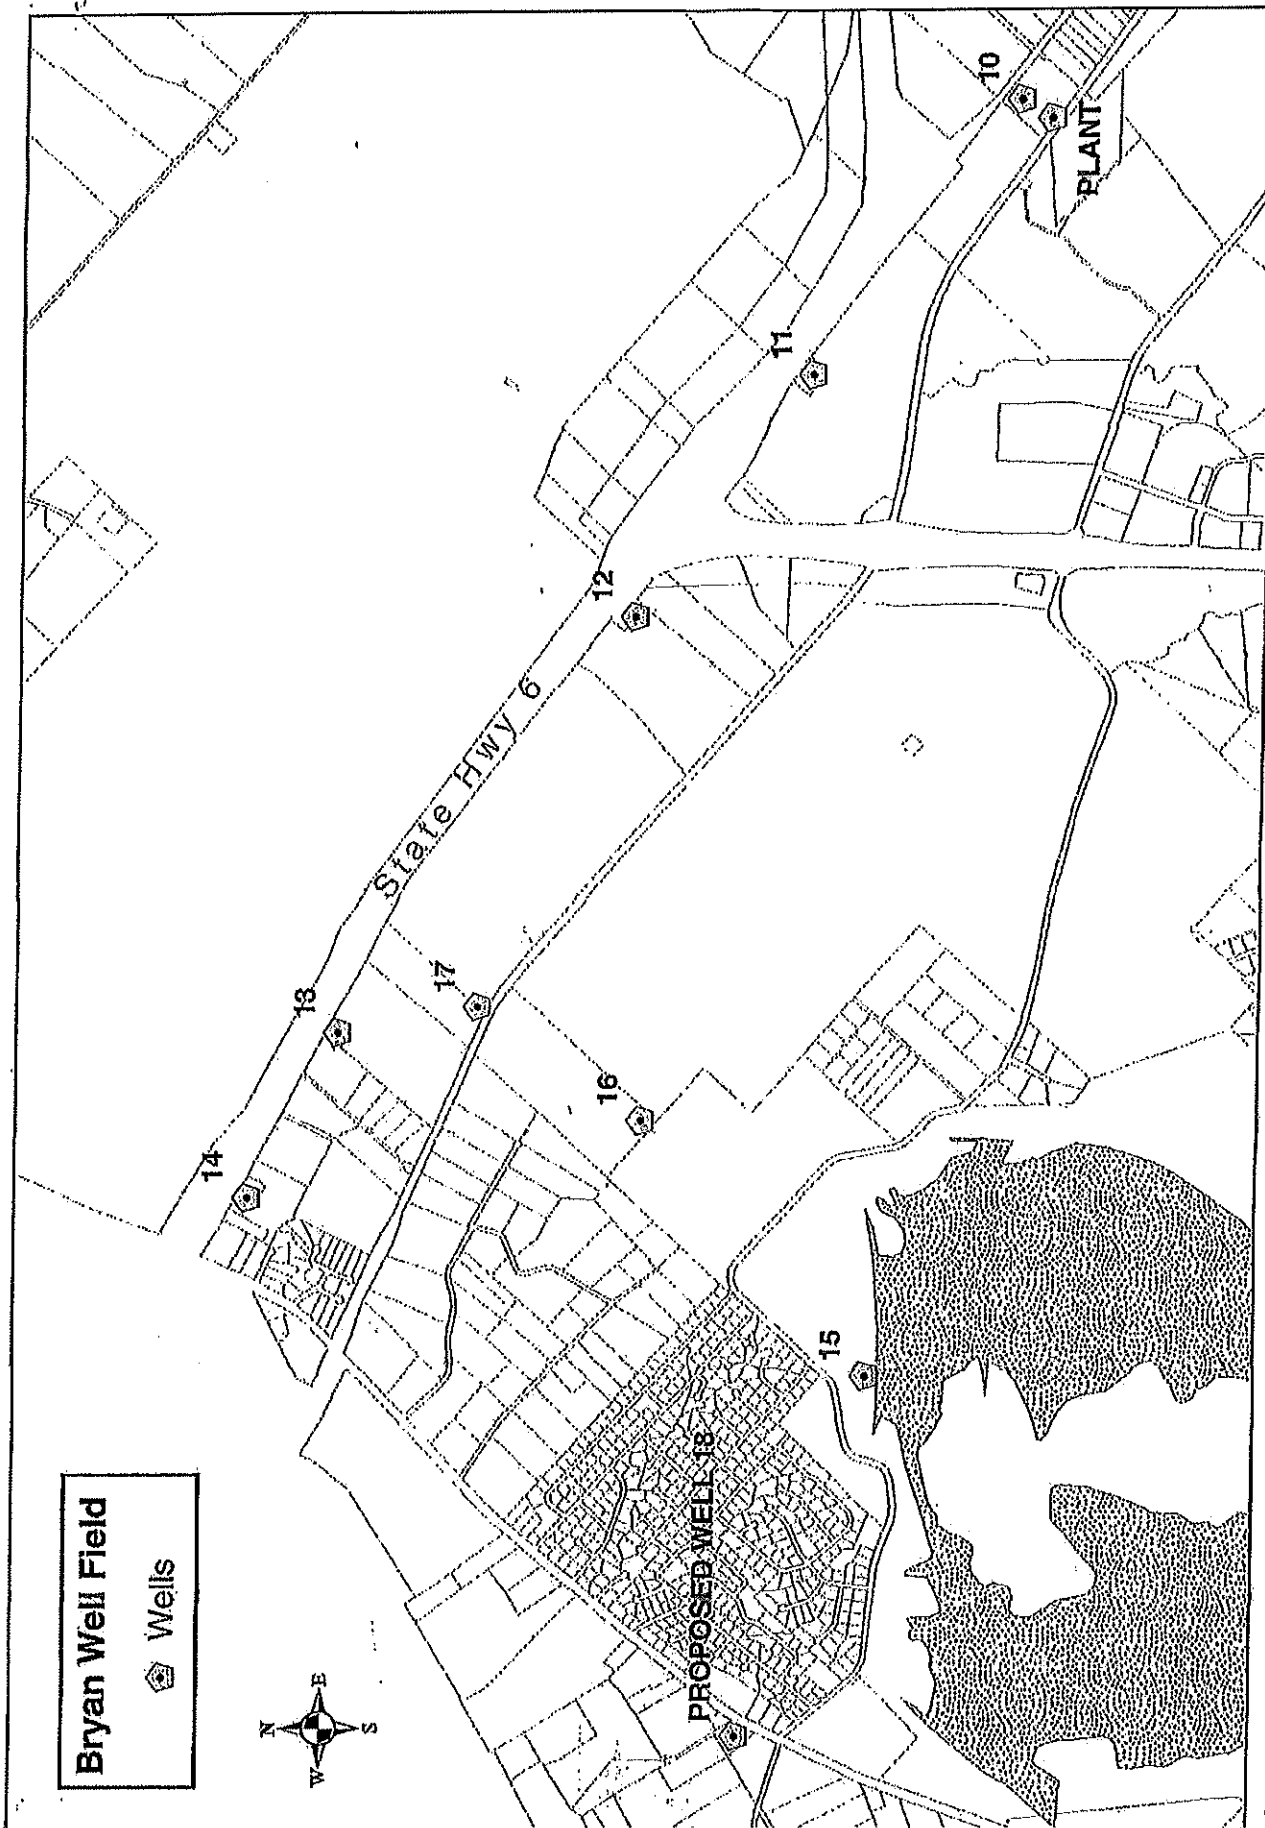 Bryan Well Field
Wells
N
W
E
S
14
13
State Hwy 6
12
11
10
PLANT
17
16
15
PROPOSED WELL 18